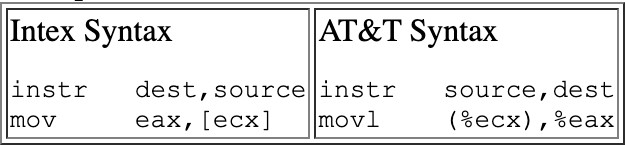 Intex Syntax
instr dest,source
mov eax,[ecx]
AT&T Syntax
instr source,dest
movl (%ecx),%eax